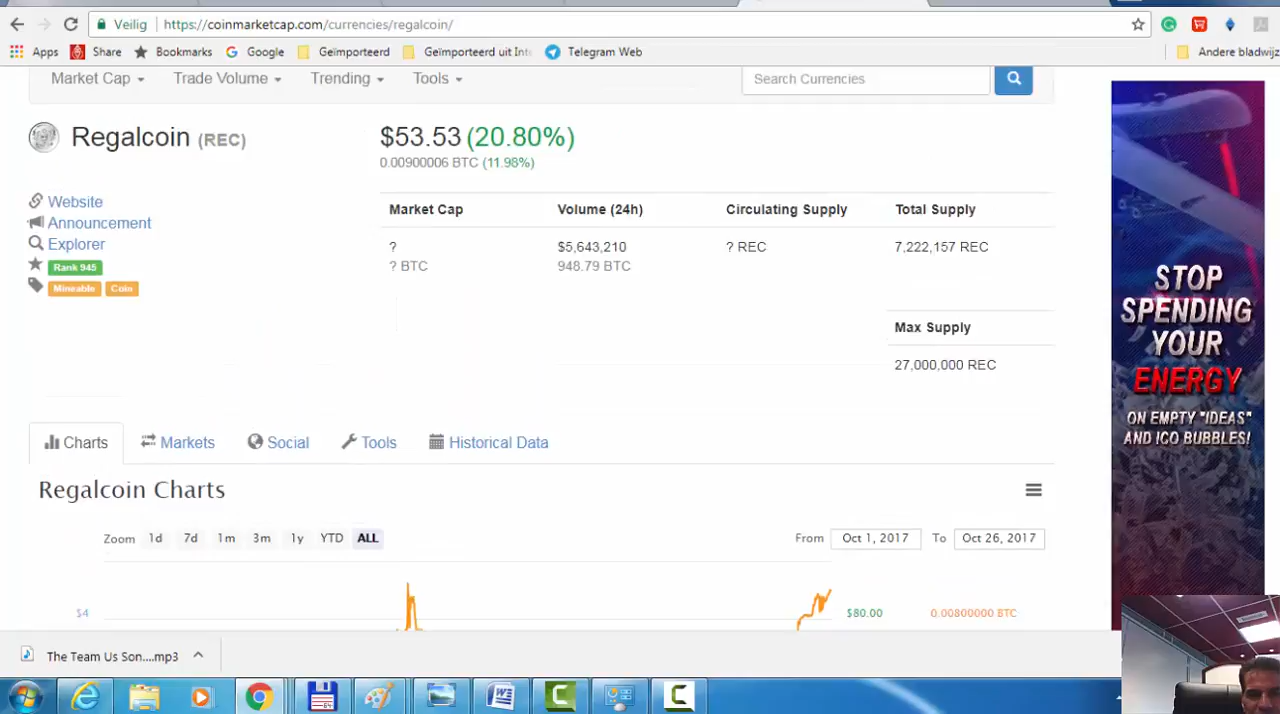 Veilig https://coinmarketcap.com/currencies/regalcoin/
Apps Share Bookmarks Google Geïmporteerd Geïmporteerd uit Int Telegram Web Andere bladwijz
Market Cap Trade Volume Trending Tools Search Currencies
Regalcoin (REC)
$53.53 (20.80%)
0.00900006 BTC (11.98%)
Website
Announcement
Explorer
Rank 945
Mineable Coin
Market Cap Volume (24h) Circulating Supply Total Supply
? $5,643,210 ? REC 7,222,157 REC
? BTC 948.79 BTC
Max Supply
27,000,000 REC
Charts Markets Social Tools Historical Data
Regalcoin Charts
Zoom 1d 7d 1m 3m 1y YTD ALL From Oct 1, 2017 To Oct 26, 2017
$4 $80.00 0.00800000 BTC
STOP
SPENDING
YOUR
ENERGY
ON EMPTY "IDEAS"
AND ICO BUBBLES!
The Team Us Son....mp3